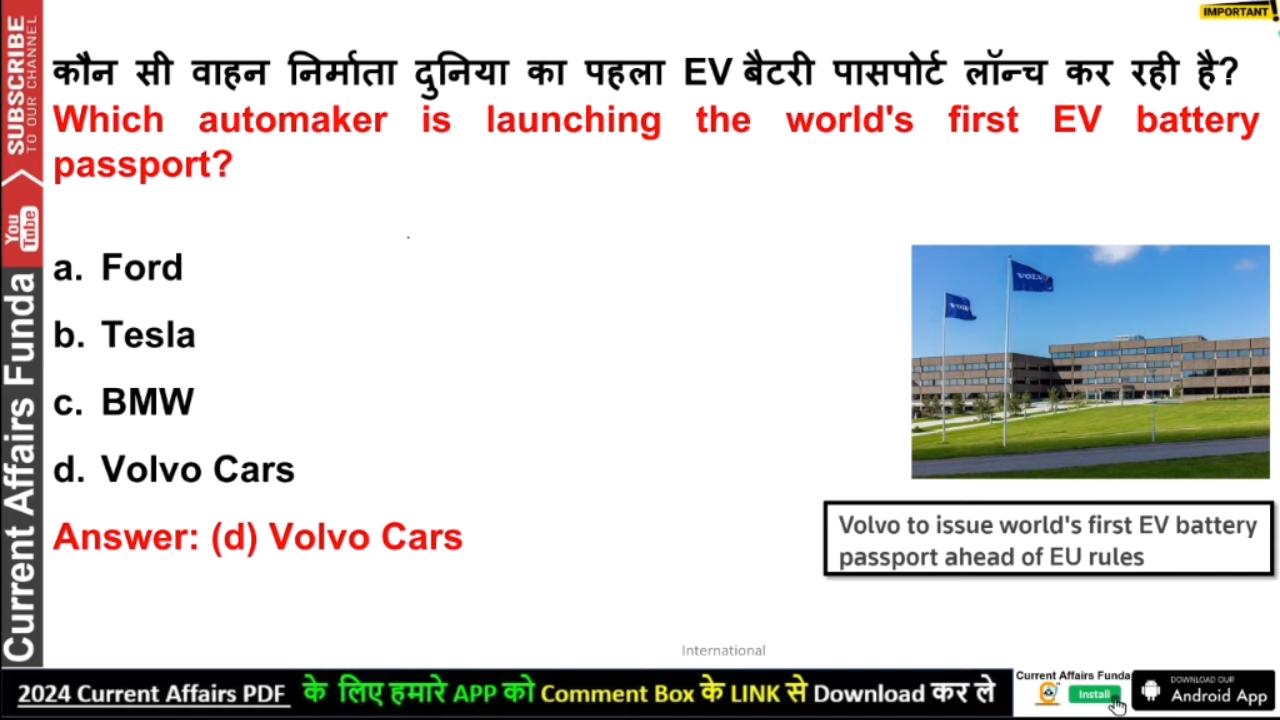 IMPORTANT!
SUBSCRIBE
TO OUR CHANNEL
You
Tube
Current Affairs Funda
कौन सी वाहन निर्माता दुनिया का पहला EV बैटरी पासपोर्ट लॉन्च कर रही है?
Which automaker is launching the world's first EV battery
passport?
a. Ford
b. Tesla
c. BMW
d. Volvo Cars
Answer: (d) Volvo Cars
VOLVO
VOLVO
Volvo to issue world's first EV battery
passport ahead of EU rules
International
2024 Current Affairs PDF के लिए हमारे APP को Comment Box के LINK से Download कर ले
Current Affairs Funda
Install
DOWNLOAD OUR
Android App